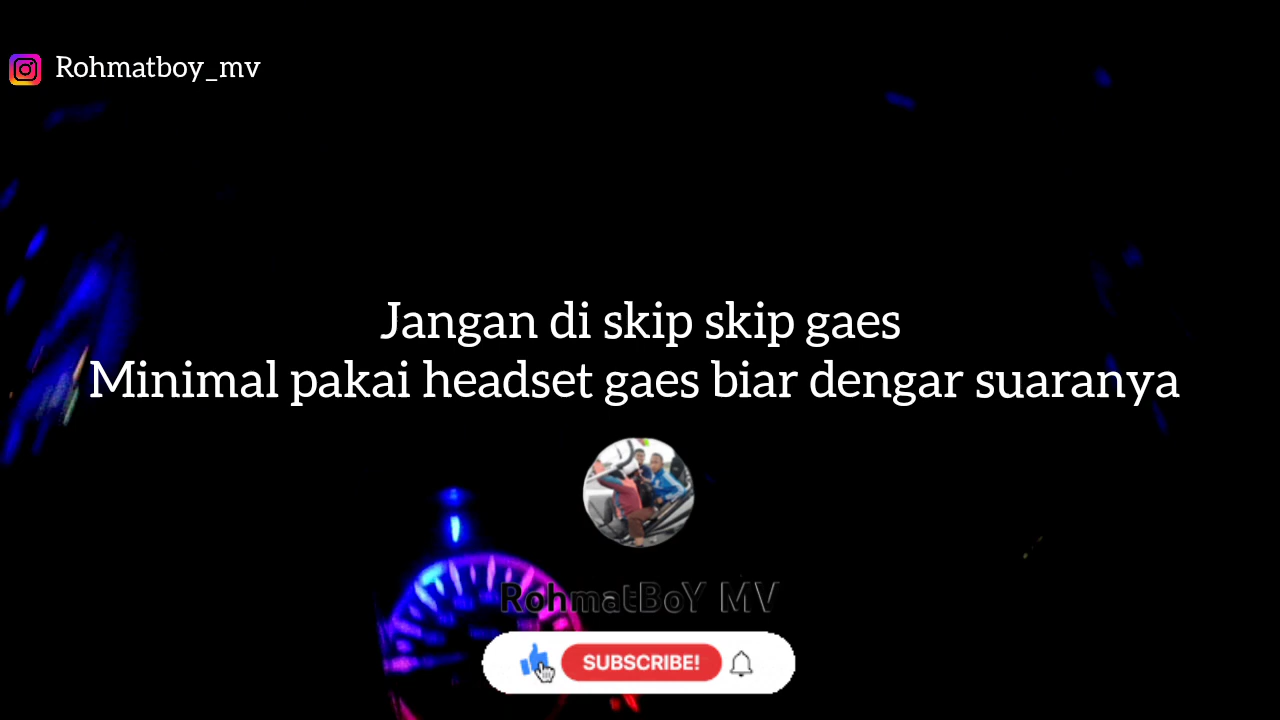 Rohmatboy_mv
Jangan di skip skip gaes
Minimal pakai headset gaes biar dengar suaranya
RohmatBoY MV
SUBSCRIBE!